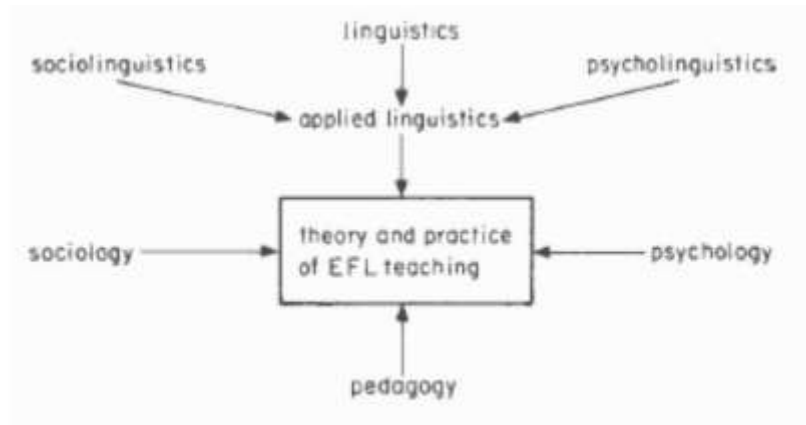 linguistics
sociolinguistics
psycholinguistics
applied linguistics
theory and practice
of EFL teaching
sociology
psychology
pedagogy